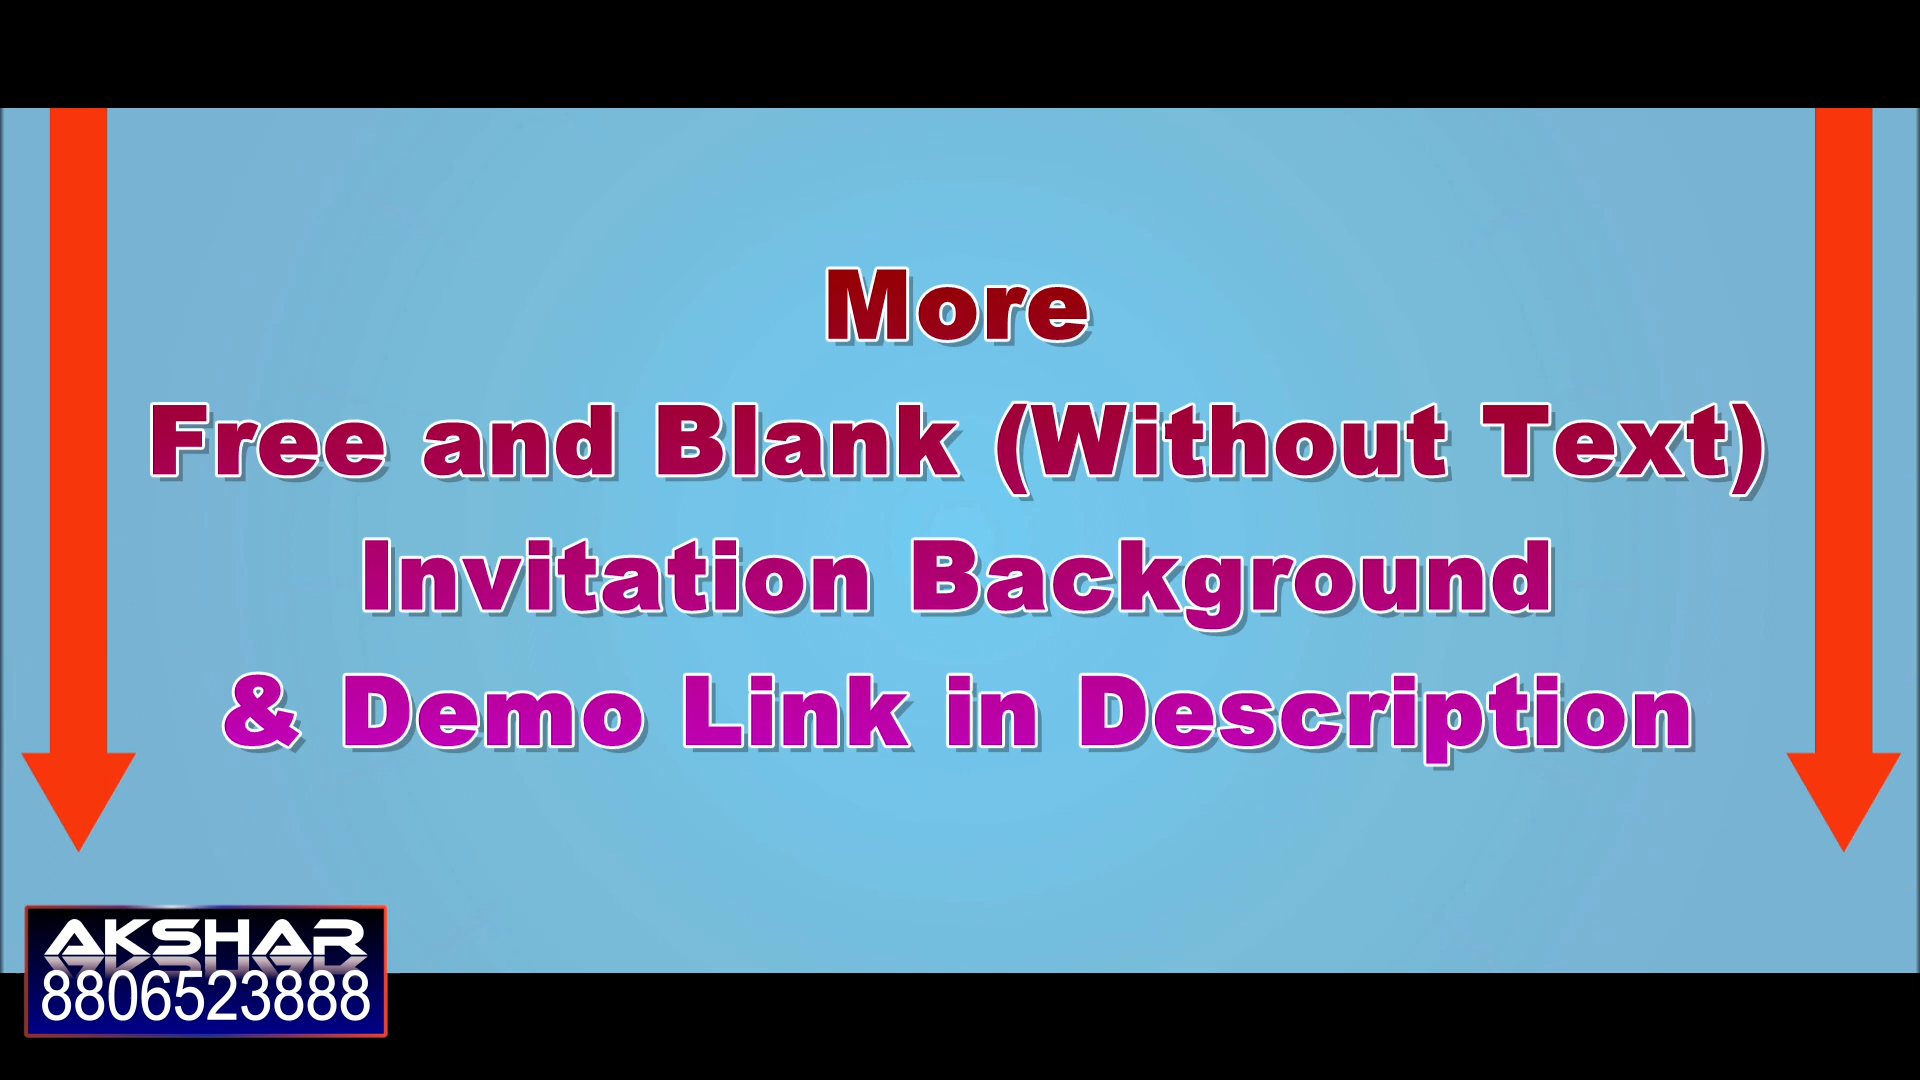 More
Free and Blank (Without Text)
Invitation Background
& Demo Link in Description
AKSHAR
8806523888